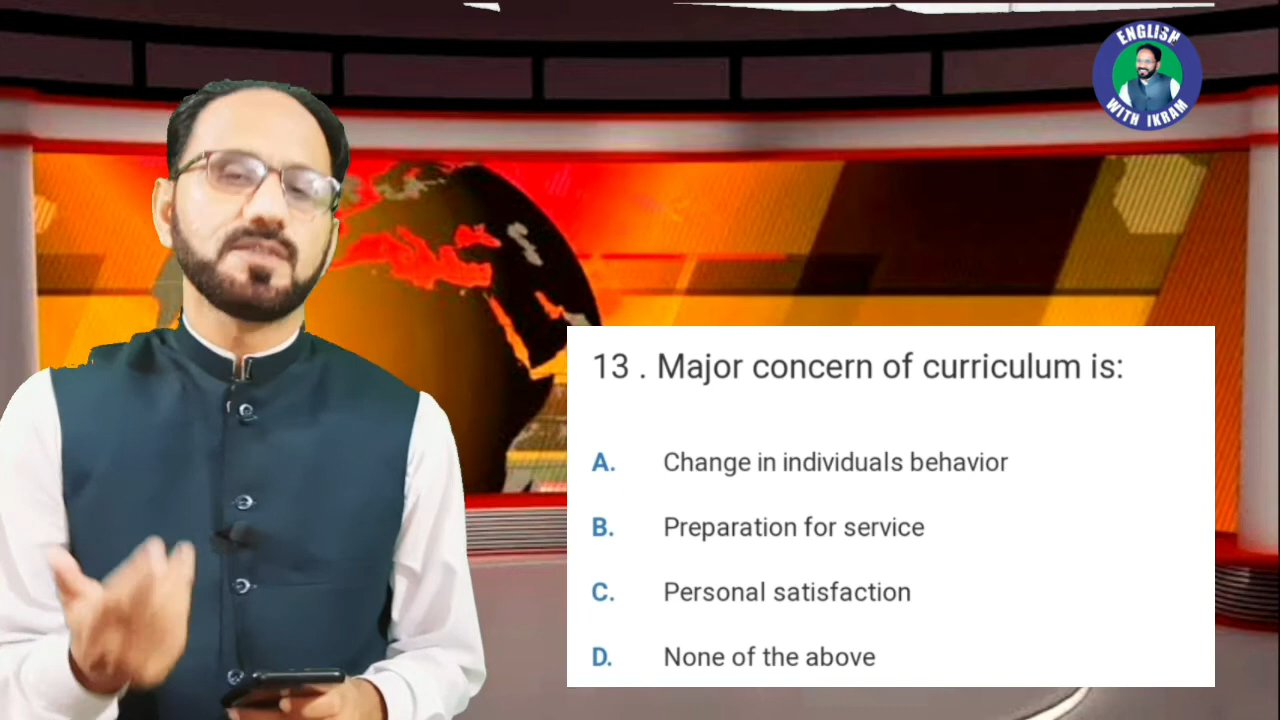 ENGLISH
WITH IKRAM
13 . Major concern of curriculum is:
A. Change in individuals behavior
B. Preparation for service
C. Personal satisfaction
D. None of the above